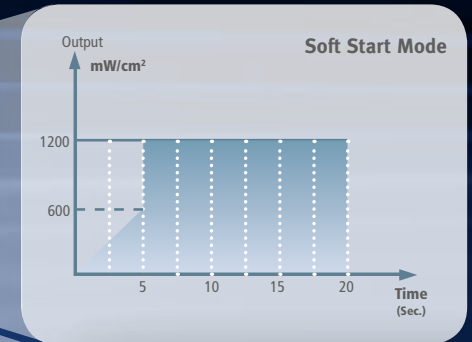 Output
Soft Start Mode
mW/cm²
1200
600
5 10 15 20
Time
(Sec.)